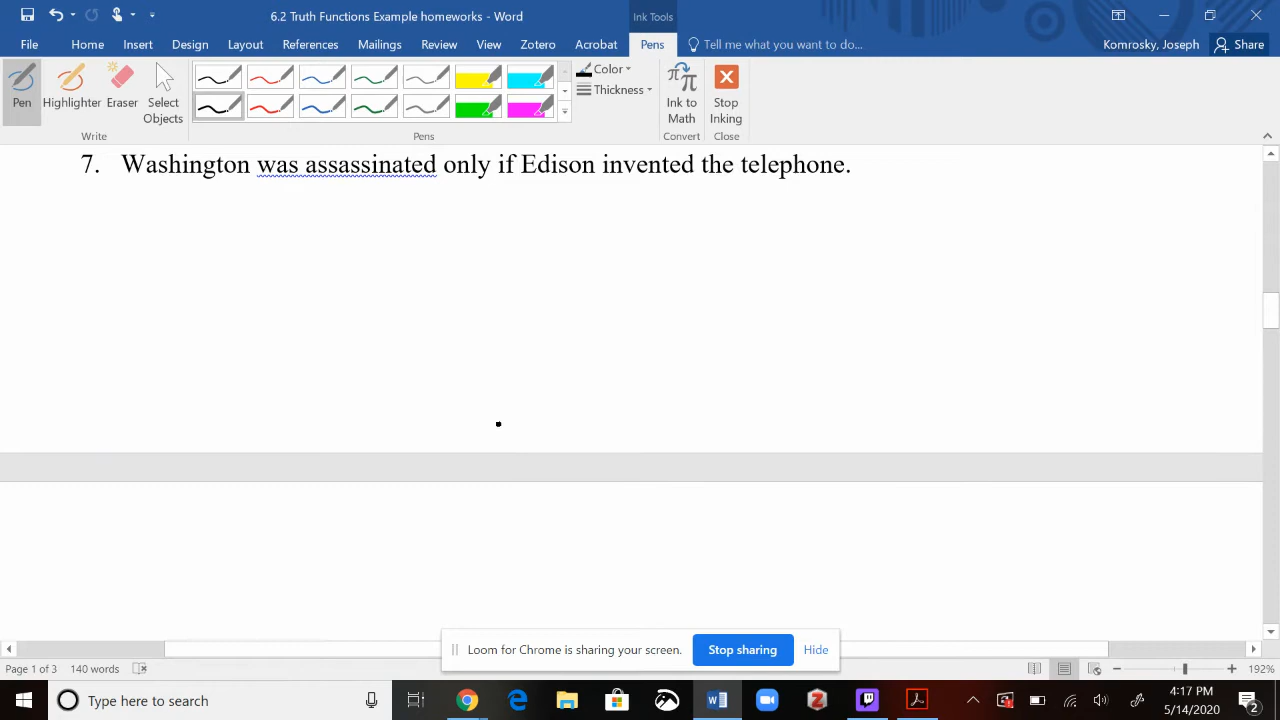 6.2 Truth Functions Example homeworks - Word
Ink Tools
File Home Insert Design Layout References Mailings Review View Zotero Acrobat Pens Tell me what you want to do... Komrosky, Joseph Share
Pen Highlighter Eraser Select Objects
Color
Thickness
Ink to Math
Stop Inking
Write Pens Convert Close
7. Washington was assassinated only if Edison invented the telephone.
Loom for Chrome is sharing your screen. Stop sharing Hide
Page 1 of 3 140 words 192%
Type here to search
4:17 PM
5/14/2020
2